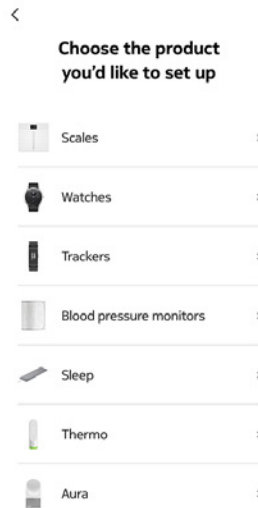 Choose the product
you'd like to set up
Scales
Watches
Trackers
Blood pressure monitors
Sleep
Thermo
Aura